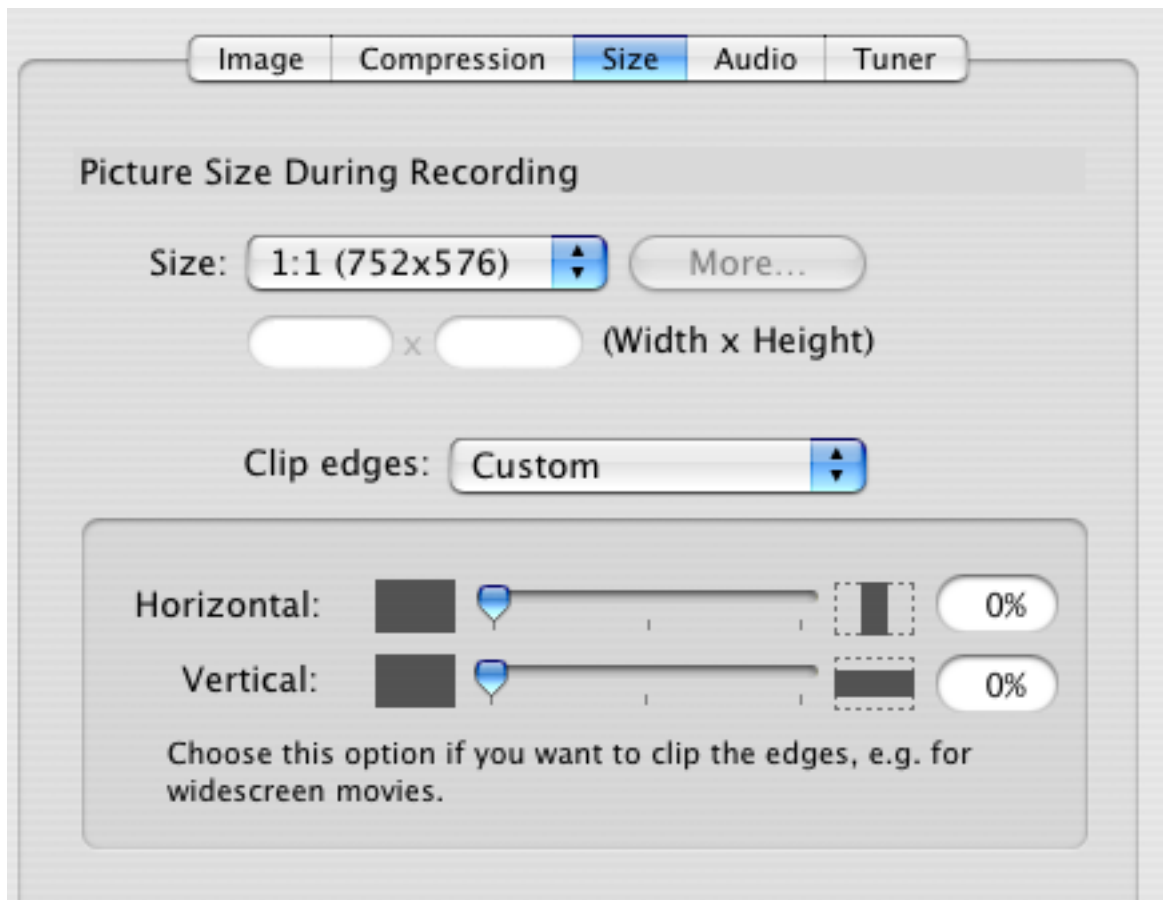 Image Compression Size Audio Tuner
Picture Size During Recording
Size: 1:1 (752x576) More...
x (Width x Height)
Clip edges: Custom
Horizontal: 0%
Vertical: 0%
Choose this option if you want to clip the edges, e.g. for
widescreen movies.